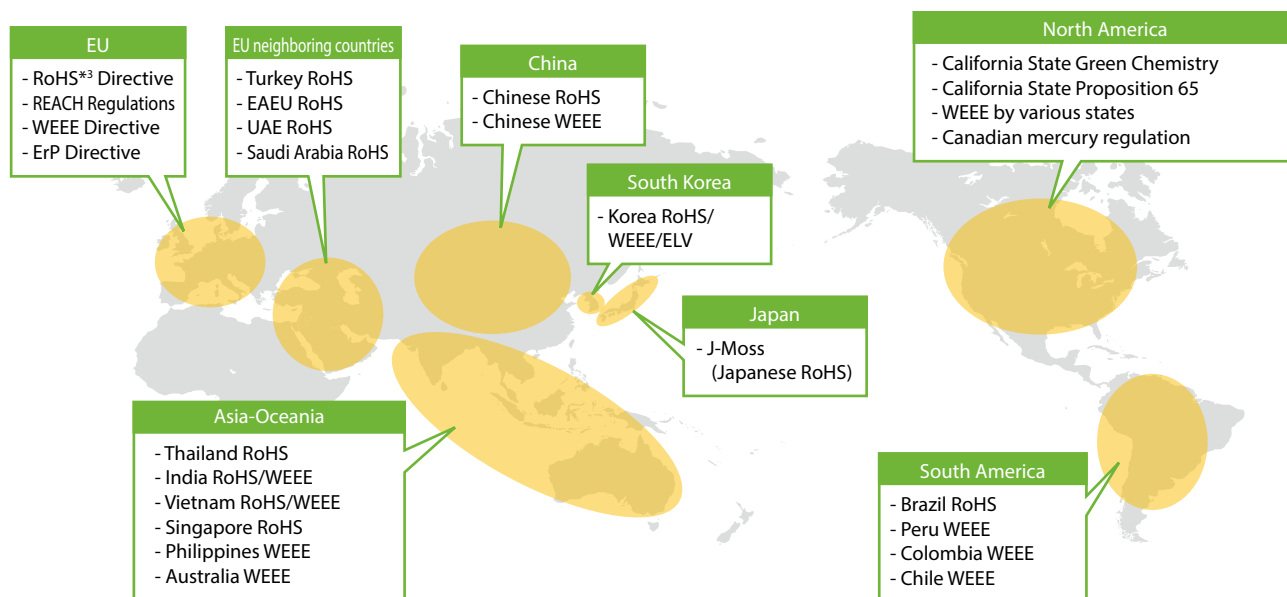 EU
- RoHS*3 Directive
- REACH Regulations
- WEEE Directive
- ErP Directive
EU neighboring countries
- Turkey RoHS
- EAEU RoHS
- UAE RoHS
- Saudi Arabia RoHS
China
- Chinese RoHS
- Chinese WEEE
South Korea
- Korea RoHS/
WEEE/ELV
Japan
- J-Moss
(Japanese RoHS)
North America
- California State Green Chemistry
- California State Proposition 65
- WEEE by various states
- Canadian mercury regulation
Asia-Oceania
- Thailand RoHS
- India RoHS/WEEE
- Vietnam RoHS/WEEE
- Singapore RoHS
- Philippines WEEE
- Australia WEEE
South America
- Brazil RoHS
- Peru WEEE
- Colombia WEEE
- Chile WEEE